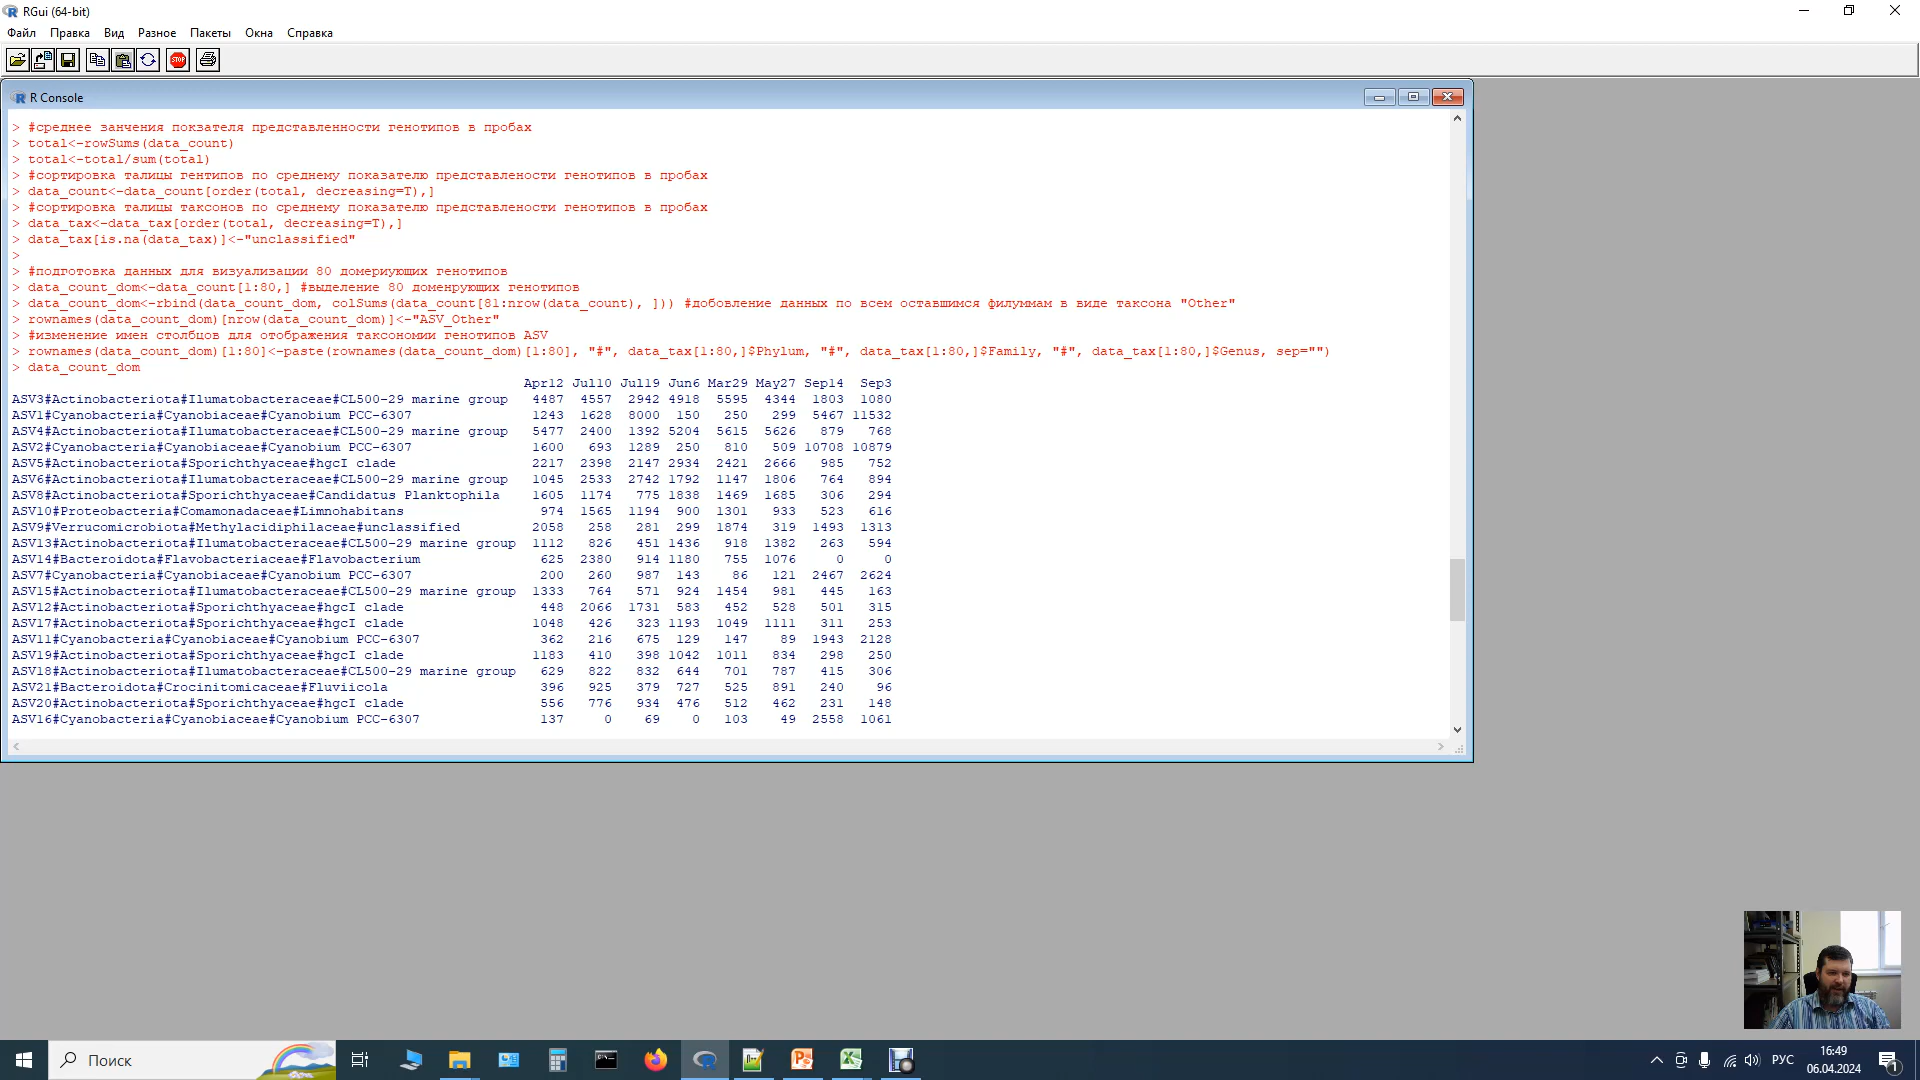 RGui (64-bit)
Файл Правка Вид Разное Пакеты Окна Справка
STOP
R Console
> #среднее занчения покзателя представленности генотипов в пробах
> total<-rowSums(data_count)
> total<-total/sum(total)
> #сортировка талицы гентипов по среднему показателю представлености генотипов в пробах
> data_count<-data_count[order(total, decreasing=T),]
> #сортировка талицы таксонов по среднему показателю представлености генотипов в пробах
> data_tax<-data_tax[order(total, decreasing=T),]
> data_tax[is.na(data_tax)]<-"unclassified"
>
> #подготовка данных для визуализации 80 домериующих генотипов
> data_count_dom<-data_count[1:80,] #выделение 80 доменрующих генотипов
> data_count_dom<-rbind(data_count_dom, colSums(data_count[81:nrow(data_count), ])) #добовление данных по всем оставшимся филуммам в виде таксона "Other"
> rownames(data_count_dom)[nrow(data_count_dom)]<-"ASV_Other"
> #изменение имен столбцов для отображения таксономии генотипов ASV
> rownames(data_count_dom)[1:80]<-paste(rownames(data_count_dom)[1:80], "#", data_tax[1:80,]$Phylum, "#", data_tax[1:80,]$Family, "#", data_tax[1:80,]$Genus, sep="")
> data_count_dom
Apr12 Jul10 Jul19 Jun6 Mar29 May27 Sep14 Sep3
ASV3#Actinobacteriota#Ilumatobacteraceae#CL500-29 marine group 4487 4557 2942 4918 5595 4344 1803 1080
ASV1#Cyanobacteria#Cyanobiaceae#Cyanobium PCC-6307 1243 1628 8000 150 250 299 5467 11532
ASV4#Actinobacteriota#Ilumatobacteraceae#CL500-29 marine group 5477 2400 1392 5204 5615 5626 879 768
ASV2#Cyanobacteria#Cyanobiaceae#Cyanobium PCC-6307 1600 693 1289 250 810 509 10708 10879
ASV5#Actinobacteriota#Sporichthyaceae#hgcI clade 2217 2398 2147 2934 2421 2666 985 752
ASV6#Actinobacteriota#Ilumatobacteraceae#CL500-29 marine group 1045 2533 2742 1792 1147 1806 764 894
ASV8#Actinobacteriota#Sporichthyaceae#Candidatus Planktophila 1605 1174 775 1838 1469 1685 306 294
ASV10#Proteobacteria#Comamonadaceae#Limnohabitans 974 1565 1194 900 1301 933 523 616
ASV9#Verrucomicrobiota#Methylacidiphilaceae#unclassified 2058 258 281 299 1874 319 1493 1313
ASV13#Actinobacteriota#Ilumatobacteraceae#CL500-29 marine group 1112 826 451 1436 918 1382 263 594
ASV14#Bacteroidota#Flavobacteriaceae#Flavobacterium 625 2380 914 1180 755 1076 0 0
ASV7#Cyanobacteria#Cyanobiaceae#Cyanobium PCC-6307 200 260 987 143 86 121 2467 2624
ASV15#Actinobacteriota#Ilumatobacteraceae#CL500-29 marine group 1333 764 571 924 1454 981 445 163
ASV12#Actinobacteriota#Sporichthyaceae#hgcI clade 448 2066 1731 583 452 528 501 315
ASV17#Actinobacteriota#Sporichthyaceae#hgcI clade 1048 426 323 1193 1049 1111 311 253
ASV11#Cyanobacteria#Cyanobiaceae#Cyanobium PCC-6307 362 216 675 129 147 89 1943 2128
ASV19#Actinobacteriota#Sporichthyaceae#hgcI clade 1183 410 398 1042 1011 834 298 250
ASV18#Actinobacteriota#Ilumatobacteraceae#CL500-29 marine group 629 822 832 644 701 787 415 306
ASV21#Bacteroidota#Crocinitomicaceae#Fluviicola 396 925 379 727 525 891 240 96
ASV20#Actinobacteriota#Sporichthyaceae#hgcI clade 556 776 934 476 512 462 231 148
ASV16#Cyanobacteria#Cyanobiaceae#Cyanobium PCC-6307 137 0 69 0 103 49 2558 1061
Поиск
РУС
16:49
06.04.2024
1